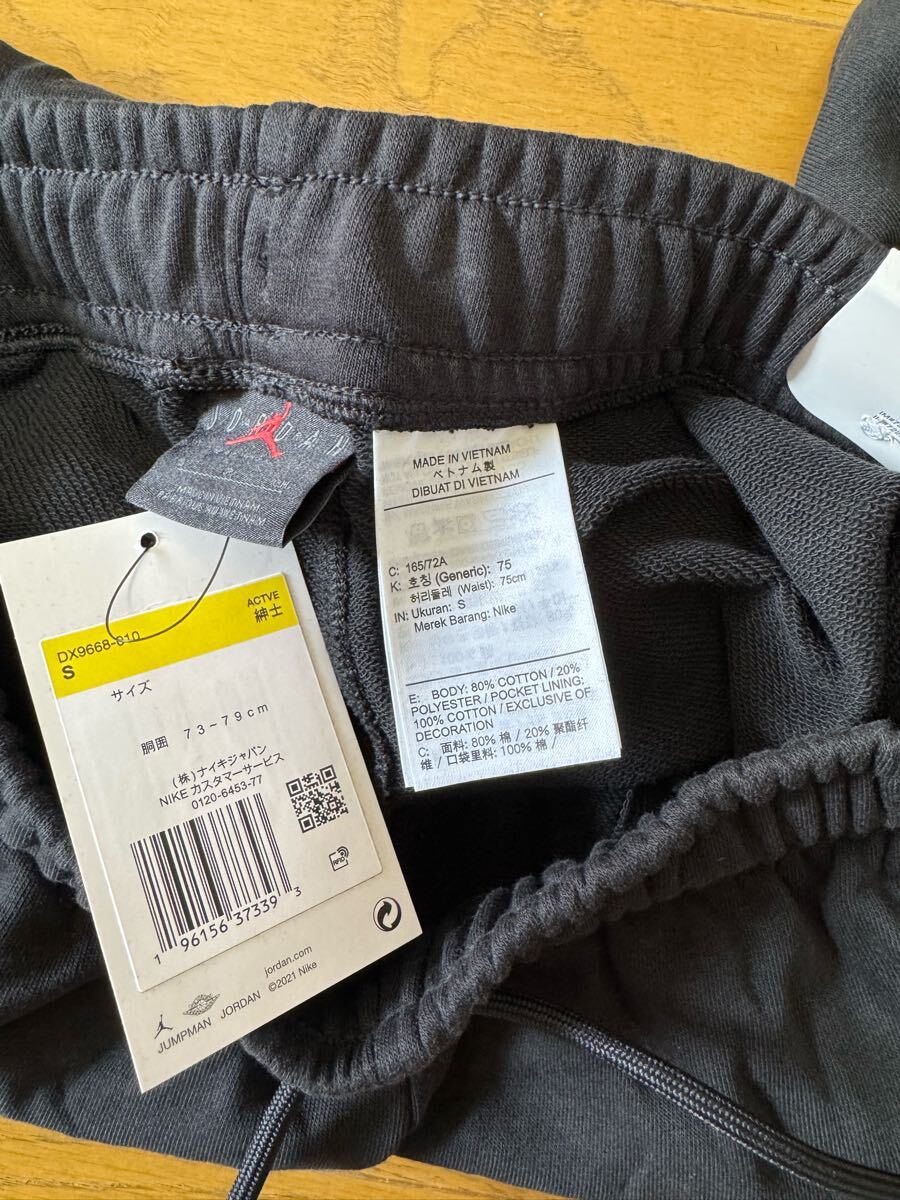 JORDAN
MADE IN VIETNAM
ベトナム製
DIBUAT DI VIETNAM
C: 165/72A
K: 호칭 (Generic): 75
허리둘레 (Waist): 75cm
IN: Ukuran: S
Merek Barang: Nike
E: BODY: 80% COTTON / 20%
POLYESTER / POCKET LINING:
100% COTTON / EXCLUSIVE OF
DECORATION
C: 面料: 80% 棉 / 20% 聚酯纤
维 / 口袋里料: 100% 棉 /
ACTVE
紳士
S
サイズ
胴囲 73-79cm
(株)ナイキジャパン
NIKE カスタマーサービス
0120-6453-77
RFID
1 96156 37339 3
jordan.com
©2021 Nike
JUMPMAN JORDAN